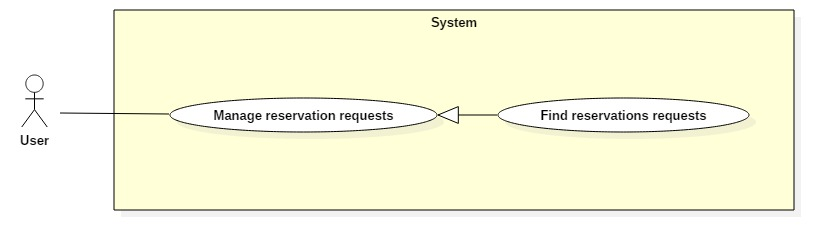 System
Manage reservation requests
Find reservations requests
User